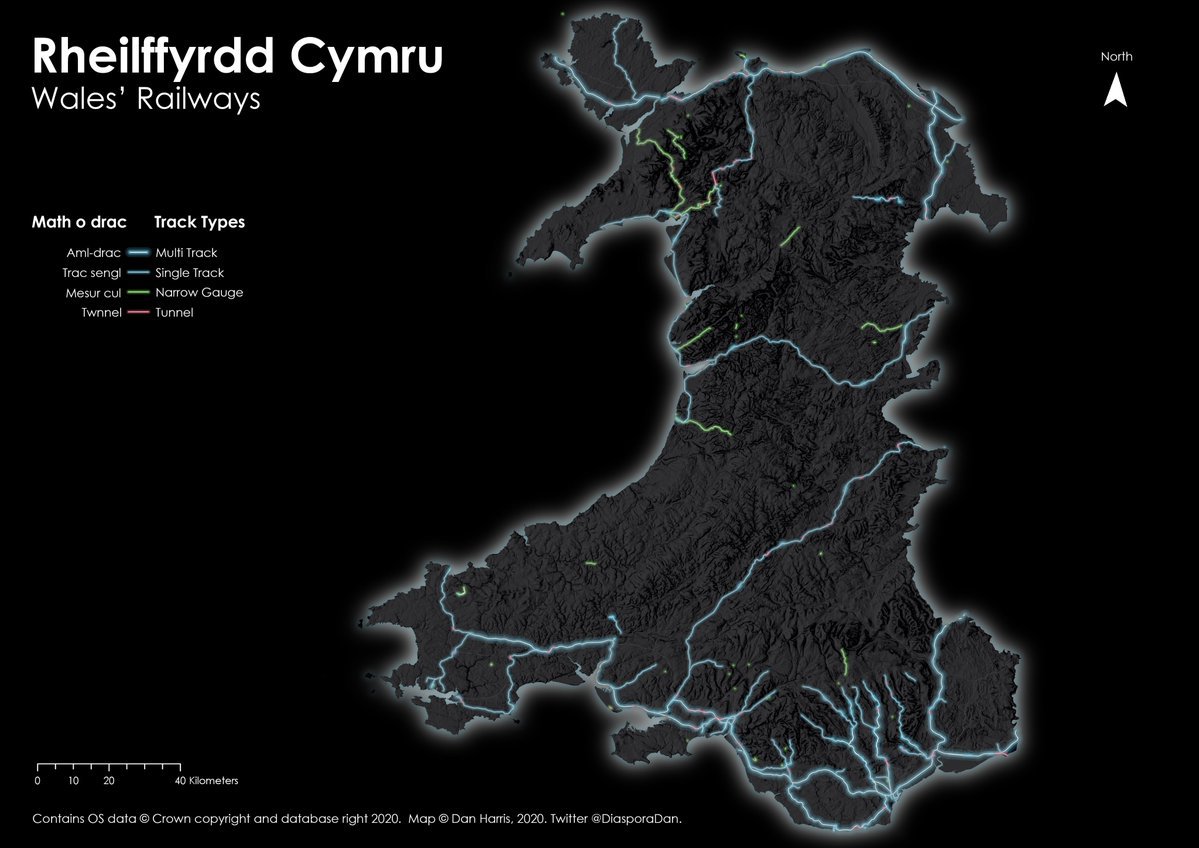 Rheilffyrdd Cymru
Wales’ Railways
North
Math o drac Track Types
Aml-drac Multi Track
Trac sengl Single Track
Mesur cul Narrow Gauge
Twnnel Tunnel
0 10 20 40 Kilometers
Contains OS data © Crown copyright and database right 2020. Map © Dan Harris, 2020. Twitter @DiasporaDan.